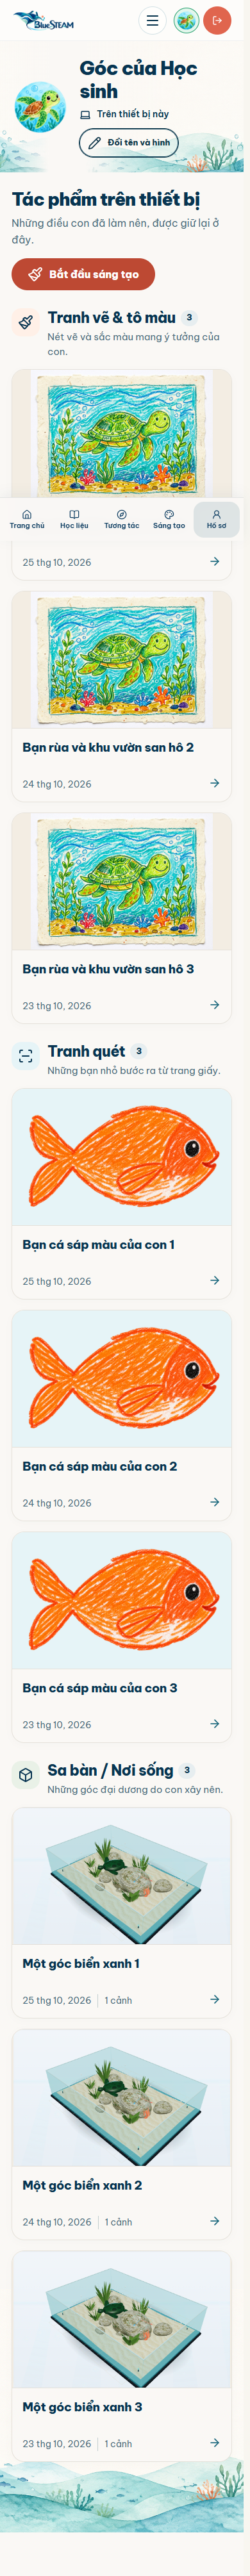 BlueSTEAM
Góc của Học
sinh
Trên thiết bị này
Đổi tên và hình
Tác phẩm trên thiết bị
Những điều con đã làm nên, được giữ lại ở
đây.
Bắt đầu sáng tạo
Tranh vẽ & tô màu 3
Nét vẽ và sắc màu mang ý tưởng của
con.
Trang chủ
Học liệu
Tương tác
Sáng tạo
Hồ sơ
25 thg 10, 2026
Bạn rùa và khu vườn san hô 2
24 thg 10, 2026
Bạn rùa và khu vườn san hô 3
23 thg 10, 2026
Tranh quét 3
Những bạn nhỏ bước ra từ trang giấy.
Bạn cá sáp màu của con 1
25 thg 10, 2026
Bạn cá sáp màu của con 2
24 thg 10, 2026
Bạn cá sáp màu của con 3
23 thg 10, 2026
Sa bàn / Nơi sống 3
Những góc đại dương do con xây nên.
Một góc biển xanh 1
25 thg 10, 2026 1 cảnh
Một góc biển xanh 2
24 thg 10, 2026 1 cảnh
Một góc biển xanh 3
23 thg 10, 2026 1 cảnh